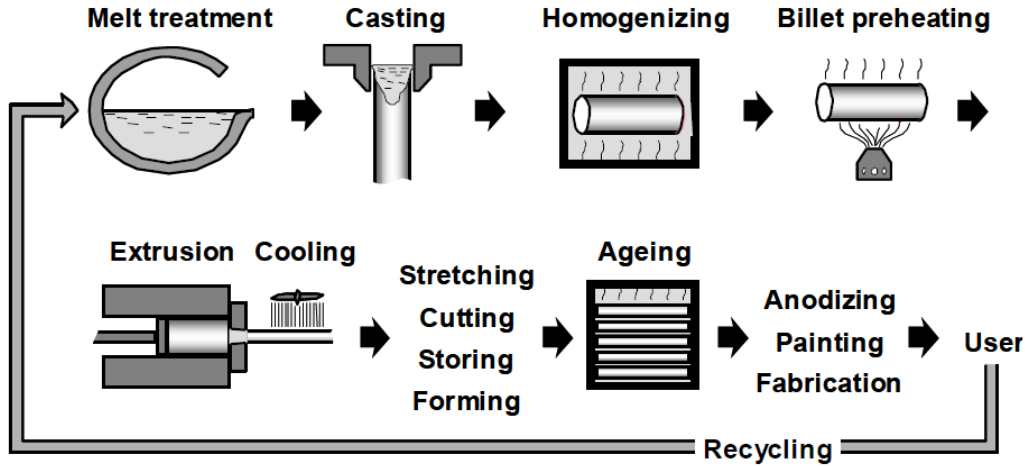 Melt treatment
Casting
Homogenizing
Billet preheating
Extrusion
Cooling
Stretching
Cutting
Storing
Forming
Ageing
Anodizing
Painting
Fabrication
User
Recycling